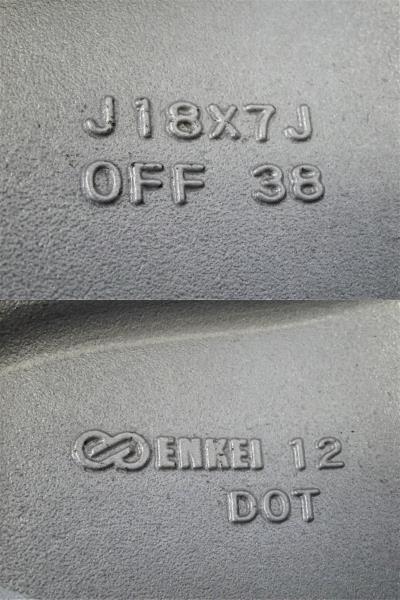 J18X7J
OFF 38
ENKEI 12
DOT